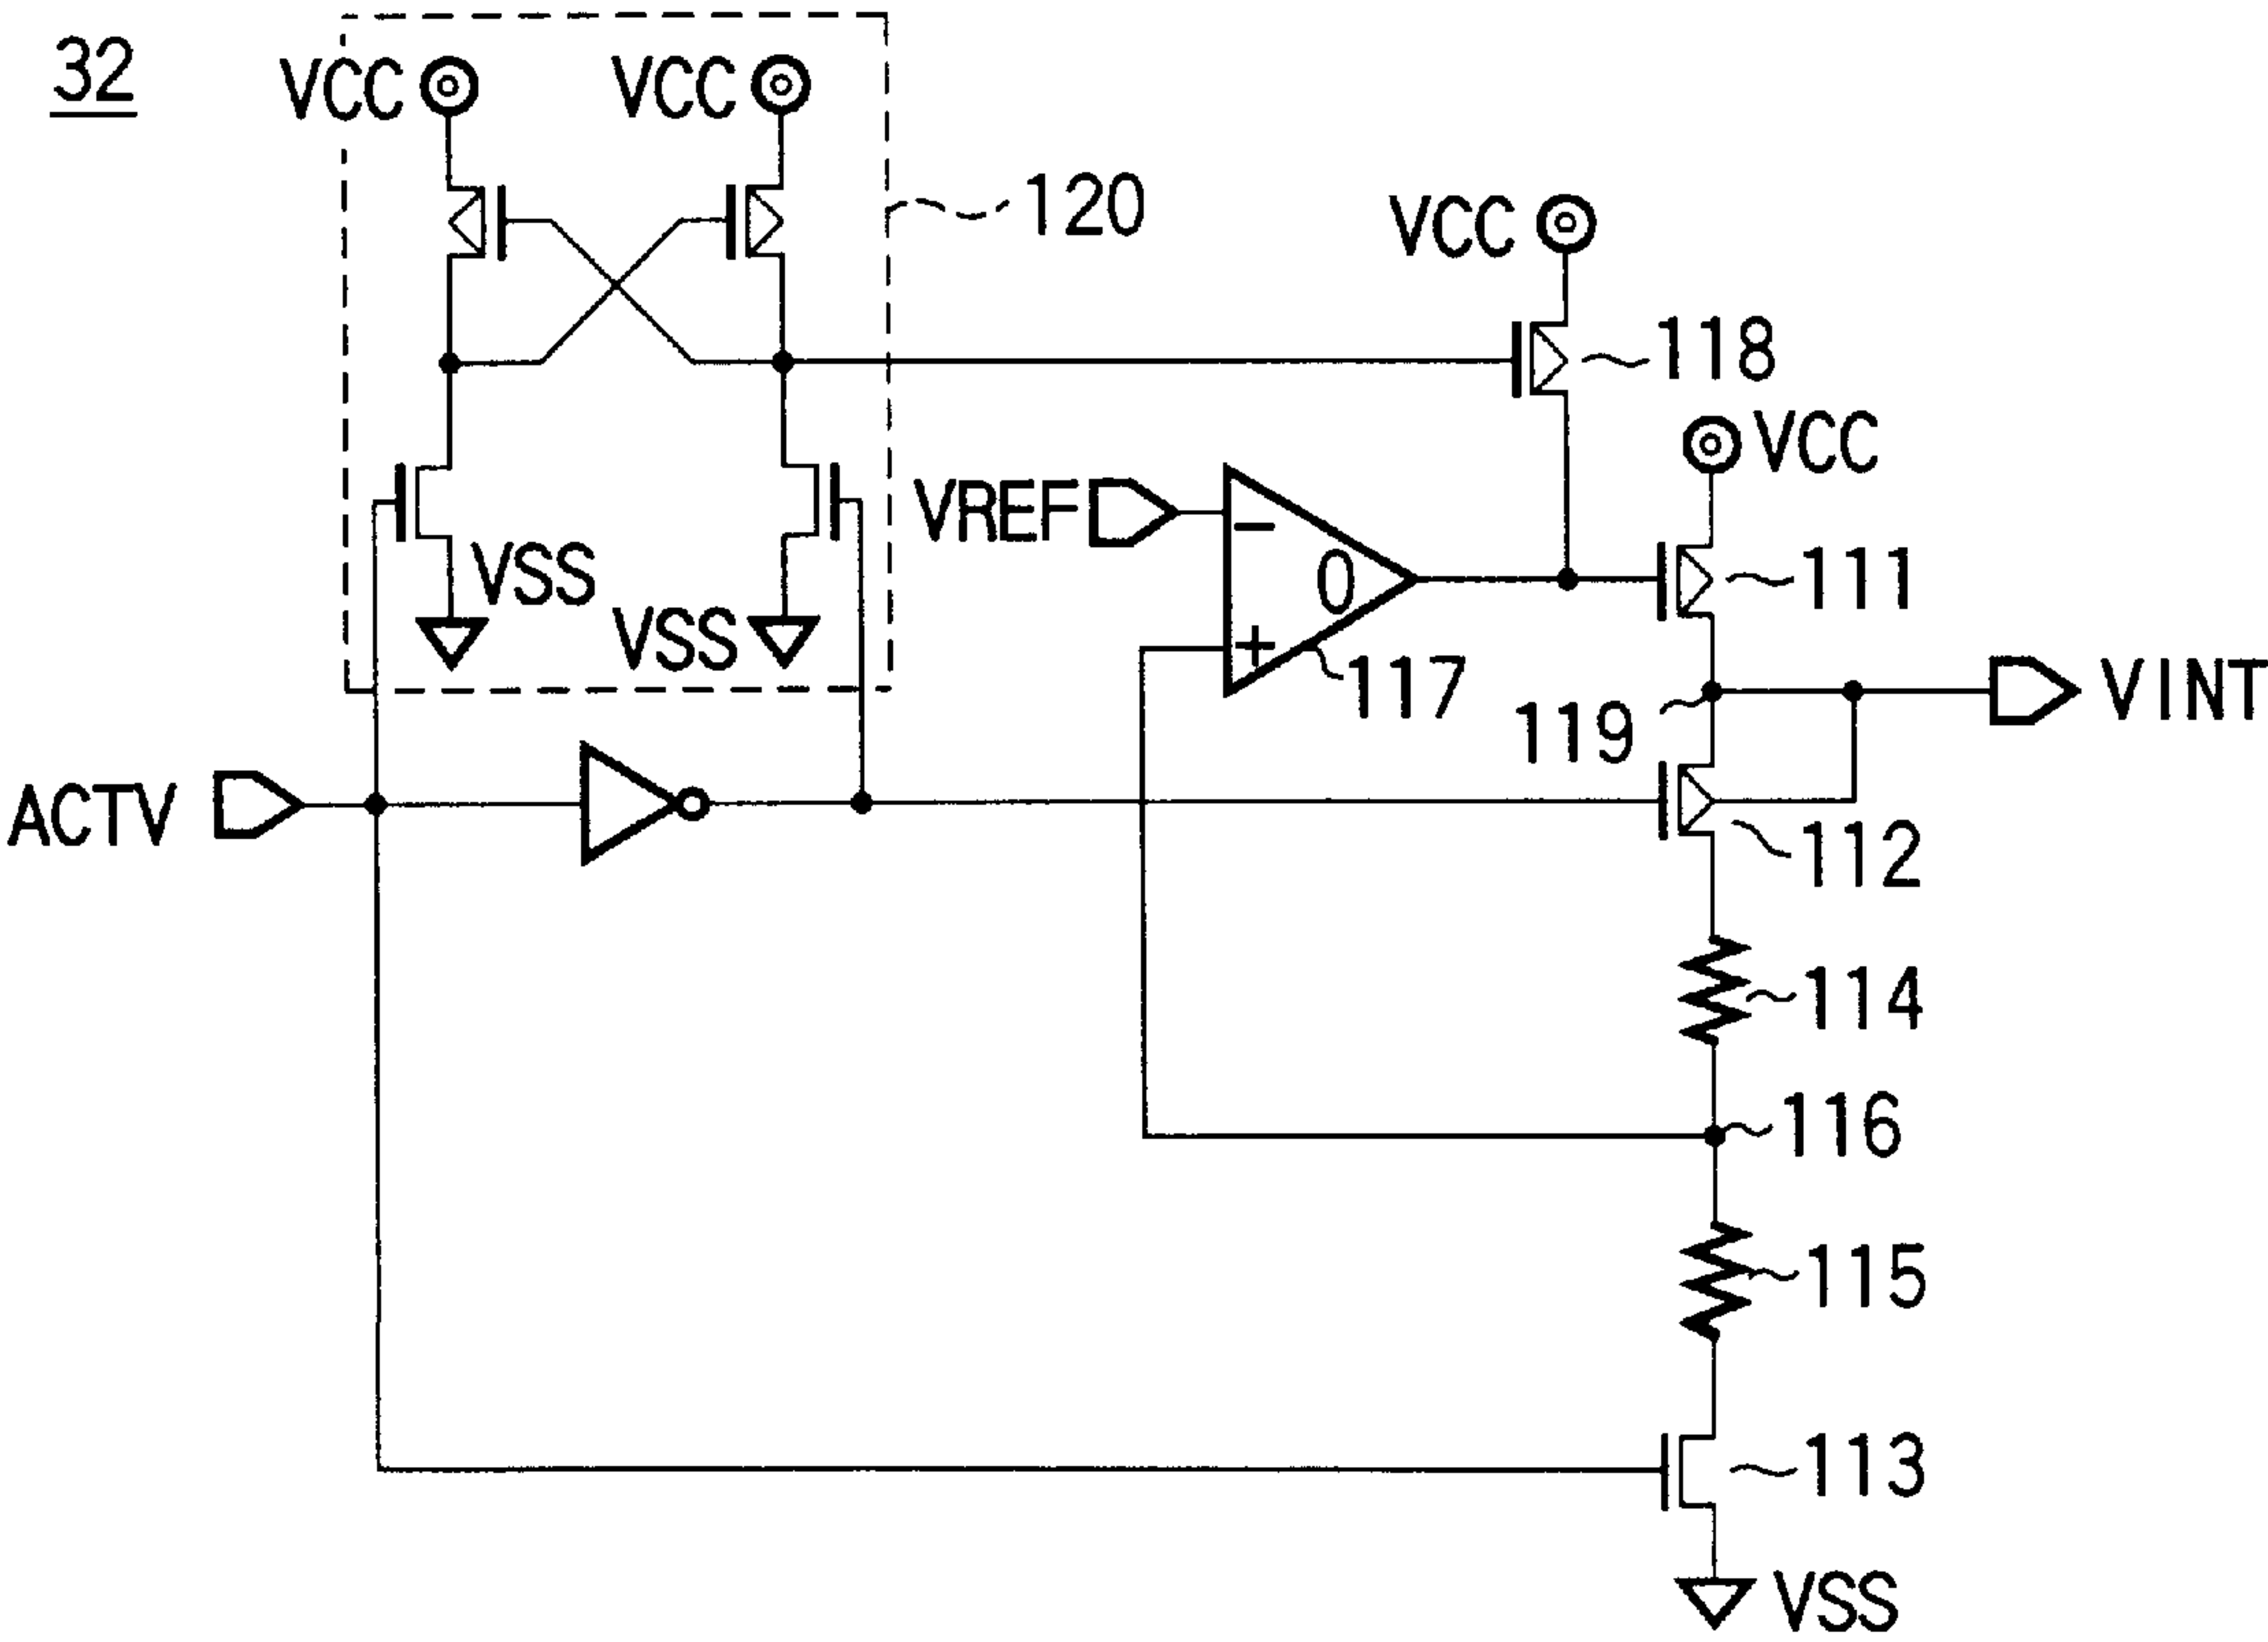 32
VCC
VCC
120
VCC
118
VCC
VREF
−
0
+
117
111
VSS
VSS
119
VINT
ACTV
112
114
116
115
113
VSS